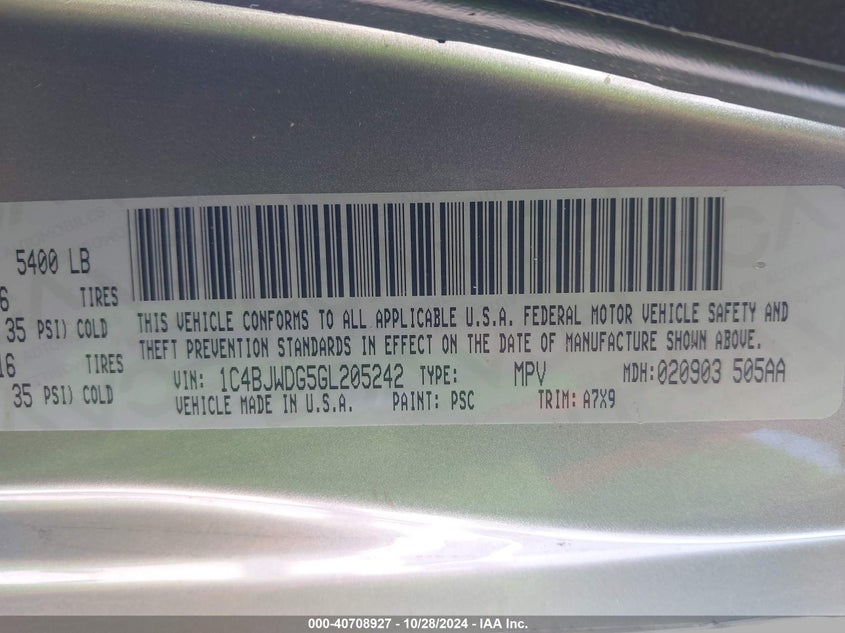 5400 LB
6 TIRES
35 PSI) COLD
16 TIRES
35 PSI) COLD
THIS VEHICLE CONFORMS TO ALL APPLICABLE U.S.A. FEDERAL MOTOR VEHICLE SAFETY AND
THEFT PREVENTION STANDARDS IN EFFECT ON THE DATE OF MANUFACTURE SHOWN ABOVE.
VIN: 1C4BJWDG5GL205242 TYPE: MPV MDH:020903 505AA
VEHICLE MADE IN U.S.A. PAINT: PSC TRIM: A7X9
000-40708927 - 10/28/2024 - IAA Inc.